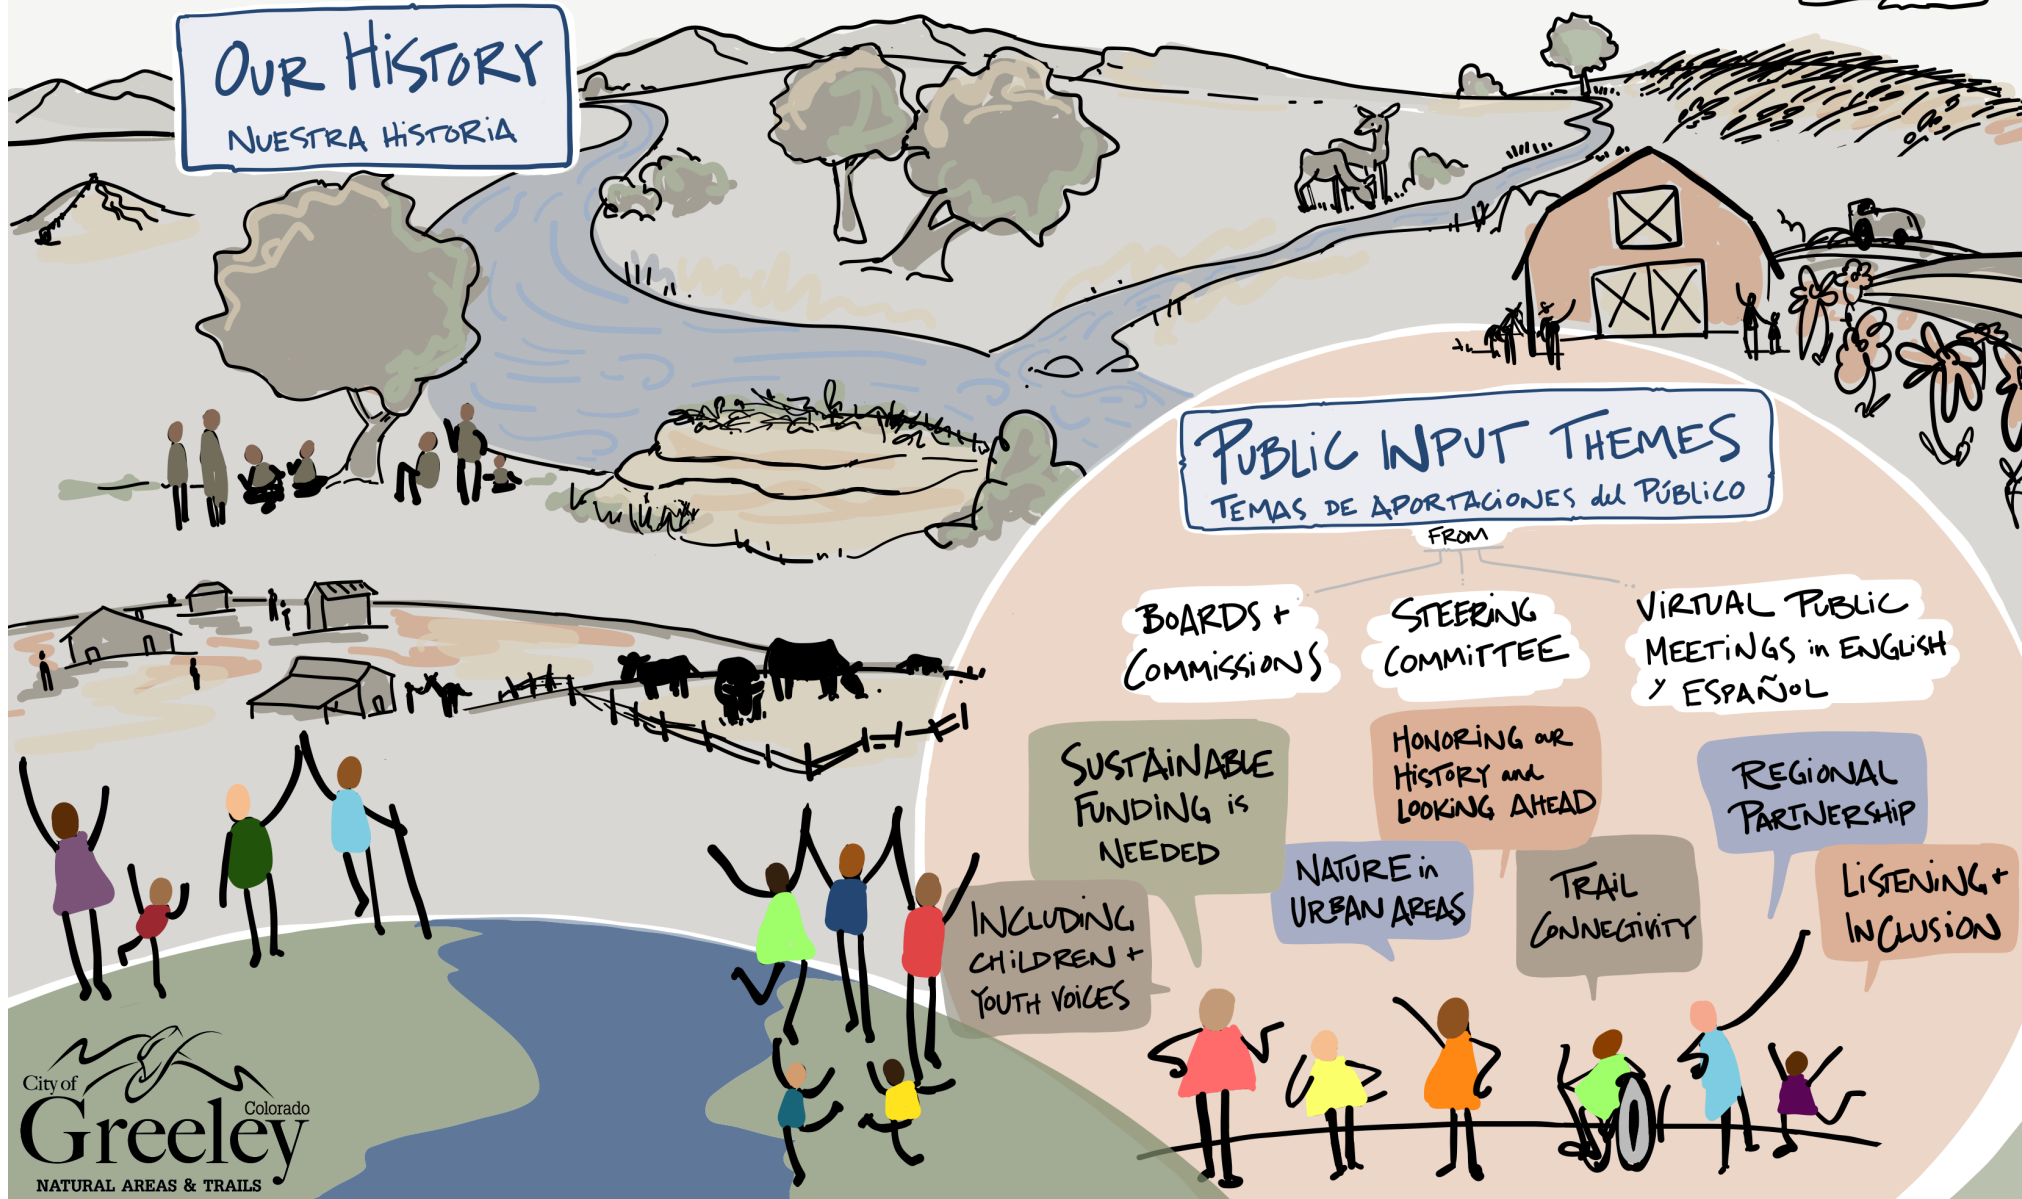 OUR HISTORY
NUESTRA HISTORIA
PUBLIC INPUT THEMES
TEMAS DE APORTACIONES del PÚBLICO
FROM
BOARDS +
COMMISSIONS
STEERING
COMMITTEE
VIRTUAL PUBLIC
MEETINGS in ENGLISH
Y ESPAÑOL
SUSTAINABLE
FUNDING is
NEEDED
HONORING OUR
HISTORY and
LOOKING AHEAD
REGIONAL
PARTNERSHIP
INCLUDING
CHILDREN +
YOUTH VOICES
NATURE in
URBAN AREAS
TRAIL
CONNECTIVITY
LISTENING +
INCLUSION
City of
Greeley
Colorado
NATURAL AREAS & TRAILS